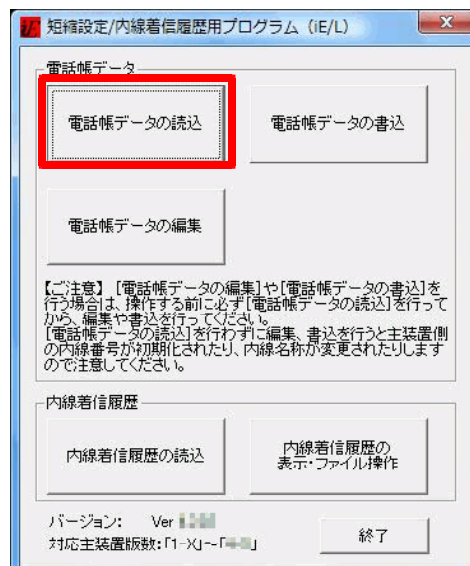 短縮設定/内線着信履歴用プログラム (iE/L)
電話帳データ
電話帳データの読込
電話帳データの書込
電話帳データの編集
【ご注意】 [電話帳データの編集]や[電話帳データの書込]を
行う場合は、操作する前に必ず[電話帳データの読込]を行って
から、編集や書込を行ってください。
[電話帳データの読込]を行わずに編集、書込を行うと主装置側
の内線番号が初期化されたり、内線名称が変更されたりします
ので注意してください。
内線着信履歴
内線着信履歴の読込
内線着信履歴の
表示・ファイル操作
バージョン: Ver
対応主装置版数:「1-X」~「 」
終了